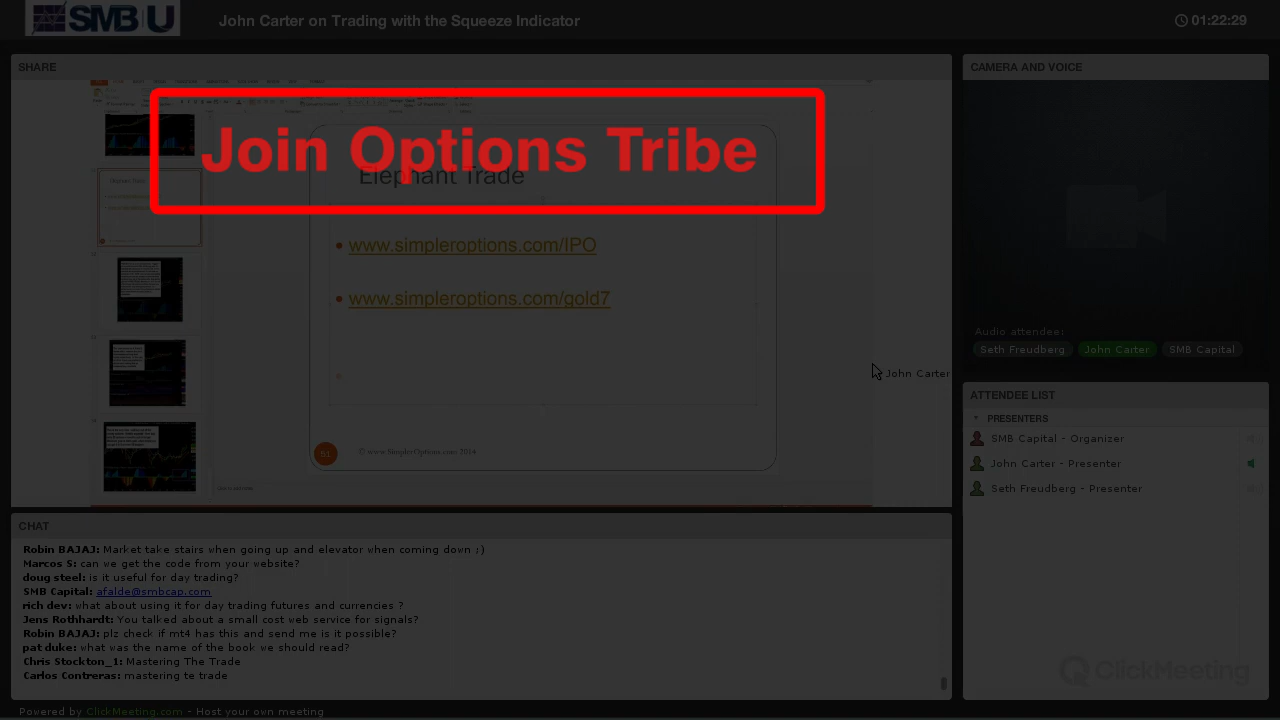 SMB U
John Carter on Trading with the Squeeze Indicator
01:22:29
SHARE
Join Options Tribe
Elephant Trade
www.simpleroptions.com/IPO
www.simpleroptions.com/gold7
81
© www.SimplerOptions.com 2014
John Carter
CAMERA AND VOICE
Audio attendee:
Seth Freudberg
John Carter
SMB Capital
ATTENDEE LIST
PRESENTERS
SMB Capital - Organizer
John Carter - Presenter
Seth Freudberg - Presenter
CHAT
Robin BAJAJ: Market take stairs when going up and elevator when coming down ;)
Marcos S: can we get the code from your website?
doug steel: is it useful for day trading?
SMB Capital: afalde@smbcap.com
rich dev: what about using it for day trading futures and currencies ?
Jens Rothhardt: You talked about a small cost web service for signals?
Robin BAJAJ: plz check if mt4 has this and send me is it possible?
pat duke: what was the name of the book we should read?
Chris Stockton_1: Mastering The Trade
Carlos Contreras: mastering te trade
ClickMeeting
Powered by ClickMeeting.com - Host your own meeting